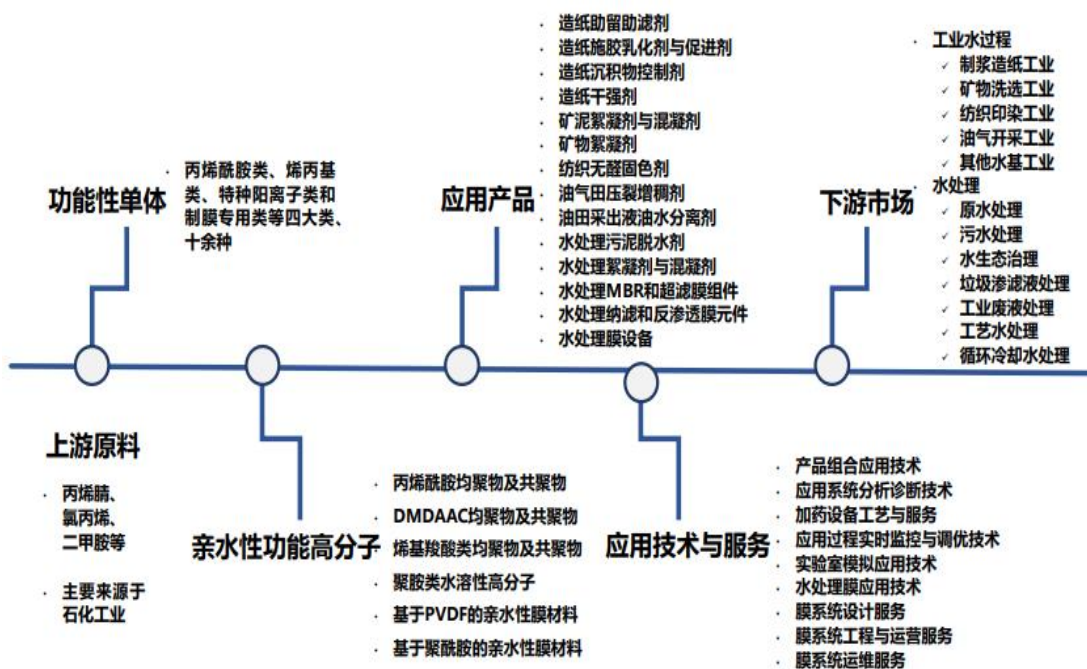 功能性单体
丙烯酰胺类、烯丙基
类、特种阳离子类和
制膜专用类等四大类、
十余种
应用产品
造纸助留助滤剂
造纸施胶乳化剂与促进剂
造纸沉积物控制剂
造纸干强剂
矿泥絮凝剂与混凝剂
矿物絮凝剂
纺织无醛固色剂
油气田压裂增稠剂
油田采出液油水分离剂
水处理污泥脱水剂
水处理絮凝剂与混凝剂
水处理MBR和超滤膜组件
水处理纳滤和反渗透膜元件
水处理膜设备
下游市场
工业水过程
制浆造纸工业
矿物洗选工业
纺织印染工业
油气开采工业
其他水基工业
水处理
原水处理
污水处理
水生态治理
垃圾渗滤液处理
工业废液处理
工艺水处理
循环冷却水处理
上游原料
丙烯腈、
氯丙烯、
二甲胺等
主要来源于
石化工业
亲水性功能高分子
丙烯酰胺均聚物及共聚物
DMDAAC均聚物及共聚物
烯基羧酸类均聚物及共聚物
聚胺类水溶性高分子
基于PVDF的亲水性膜材料
基于聚酰胺的亲水性膜材料
应用技术与服务
产品组合应用技术
应用系统分析诊断技术
加药设备工艺与服务
应用过程实时监控与调优技术
实验室模拟应用技术
水处理膜应用技术
膜系统设计服务
膜系统工程与运营服务
膜系统运维服务